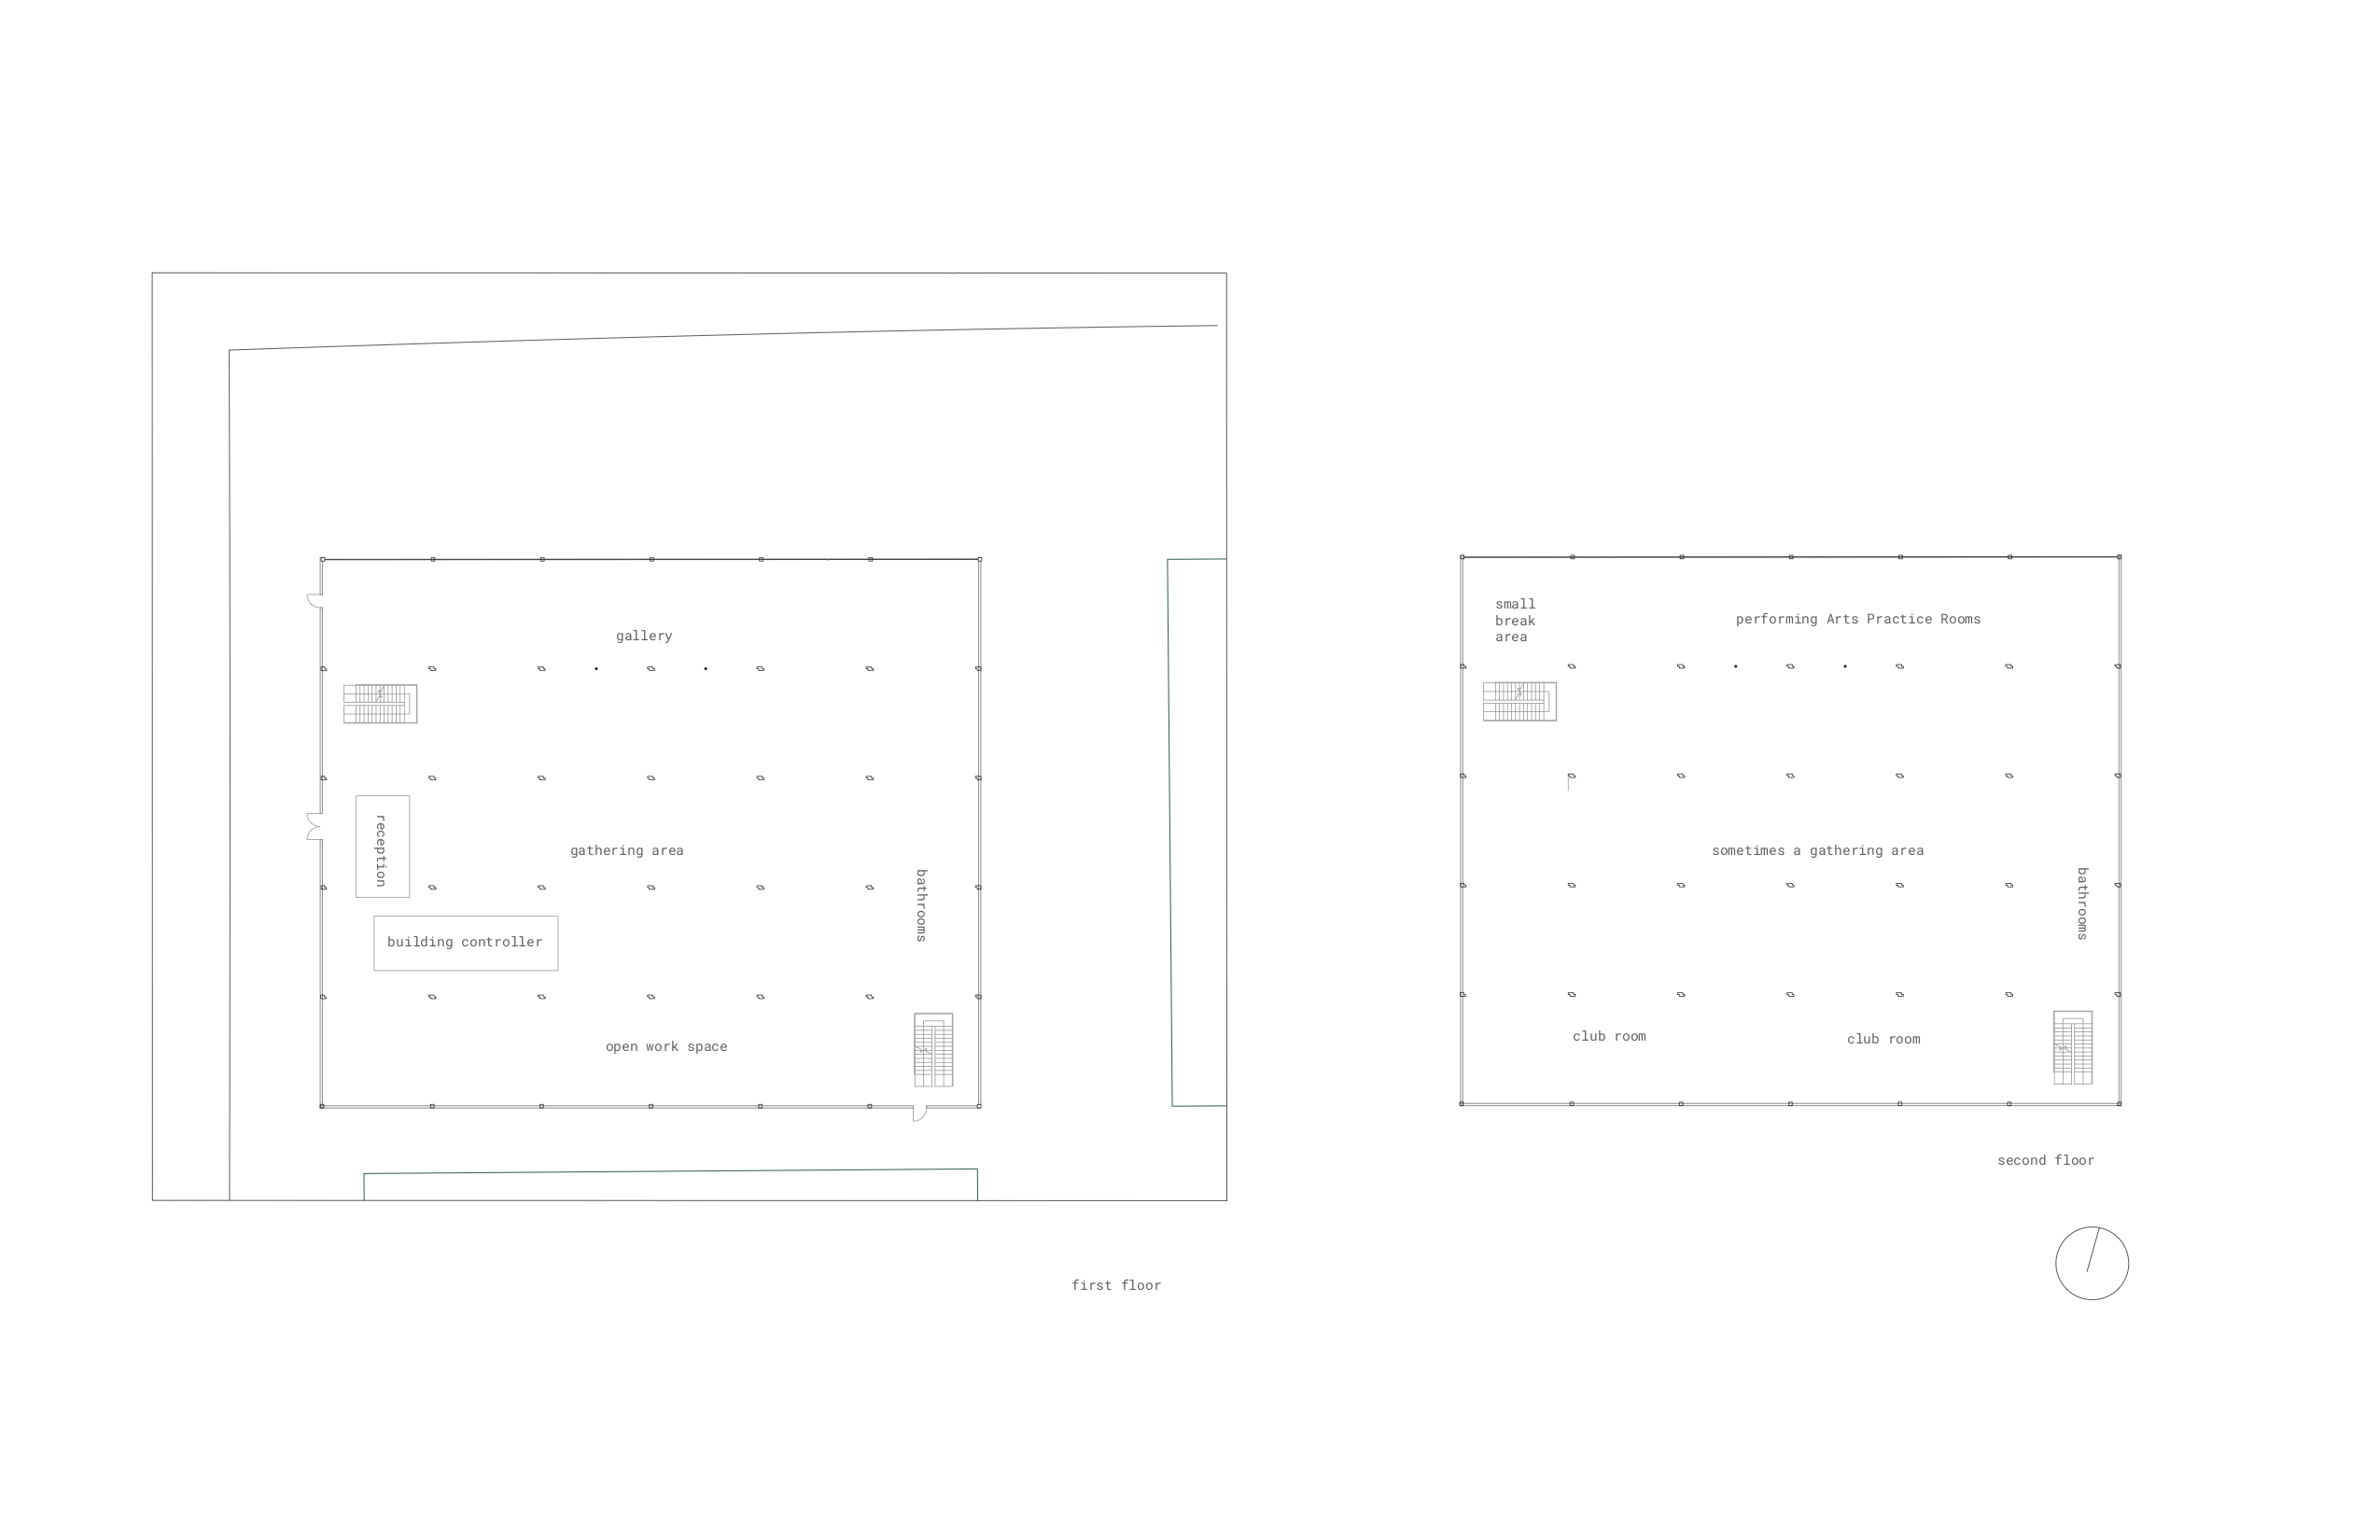 gallery
reception
gathering area
bathrooms
building controller
open work space
first floor
small
break
area
performing Arts Practice Rooms
sometimes a gathering area
bathrooms
club room
club room
second floor